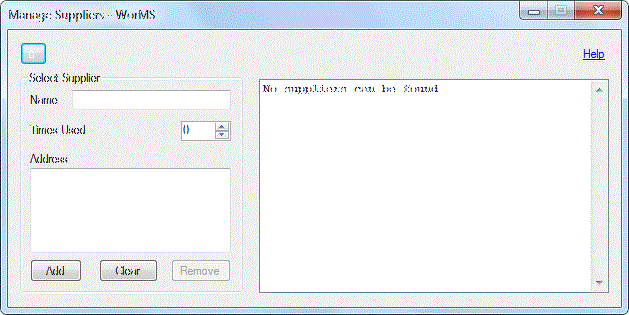 Manage Suppliers - WorMS
Help
Select Supplier
Name
Times Used
0
Address
Add
Clear
Remove
No suppliers can be found